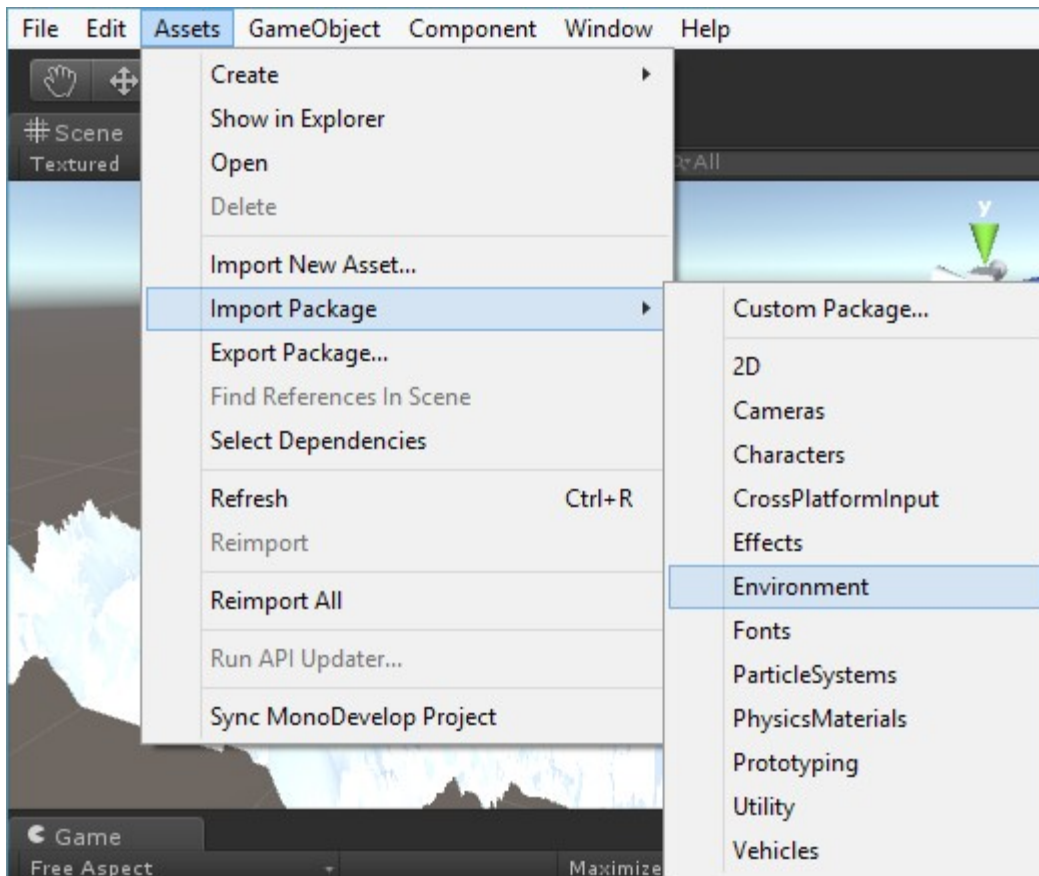 File Edit Assets GameObject Component Window Help
Create
Show in Explorer
# Scene
Textured
Open
All
Delete
y
Import New Asset...
Import Package
Custom Package...
Export Package...
2D
Find References In Scene
Cameras
Select Dependencies
Characters
Refresh Ctrl+R
CrossPlatformInput
Reimport
Effects
Environment
Reimport All
Fonts
Run API Updater...
ParticleSystems
Sync MonoDevelop Project
PhysicsMaterials
Prototyping
Utility
Game
Vehicles
Free Aspect
Maximize